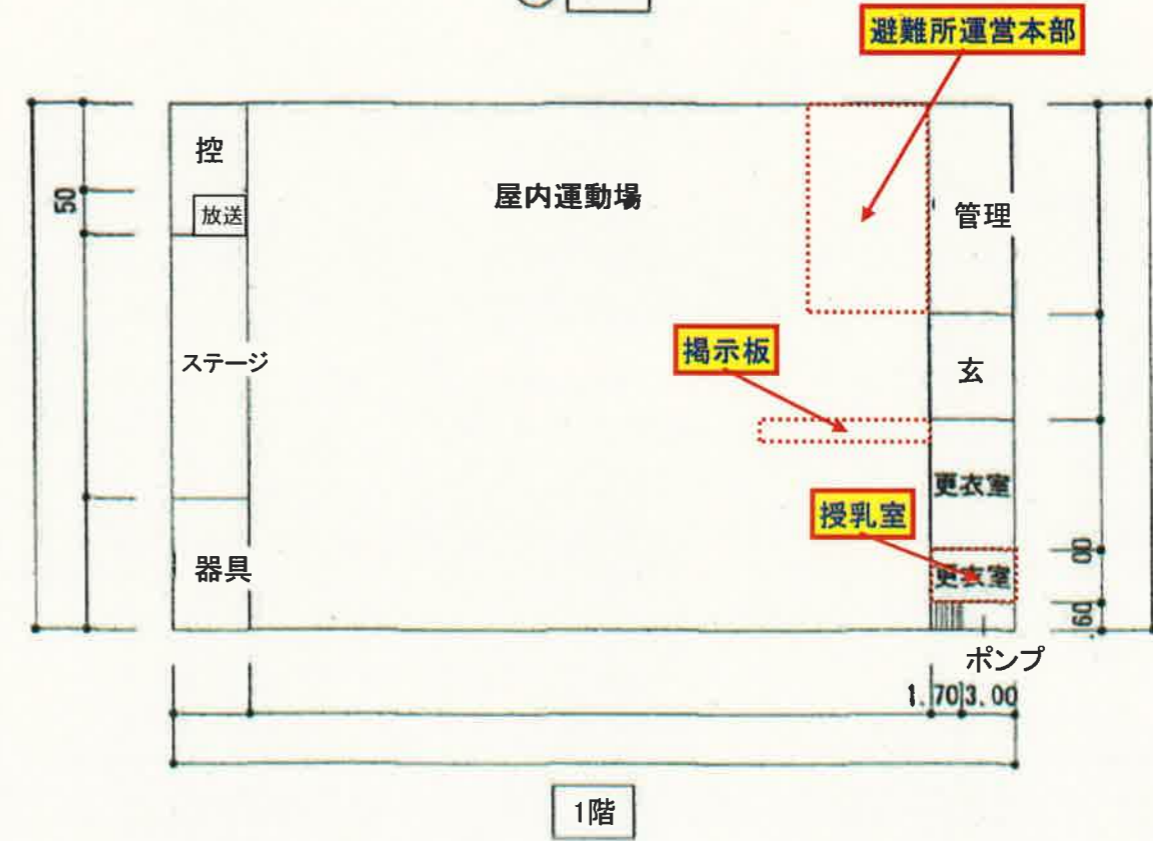 避難所運営本部
控
50
放送
屋内運動場
管理
掲示板
ステージ
玄
更衣室
授乳室
器具
更衣室
00
.60
ポンプ
1.70
3.00
1階